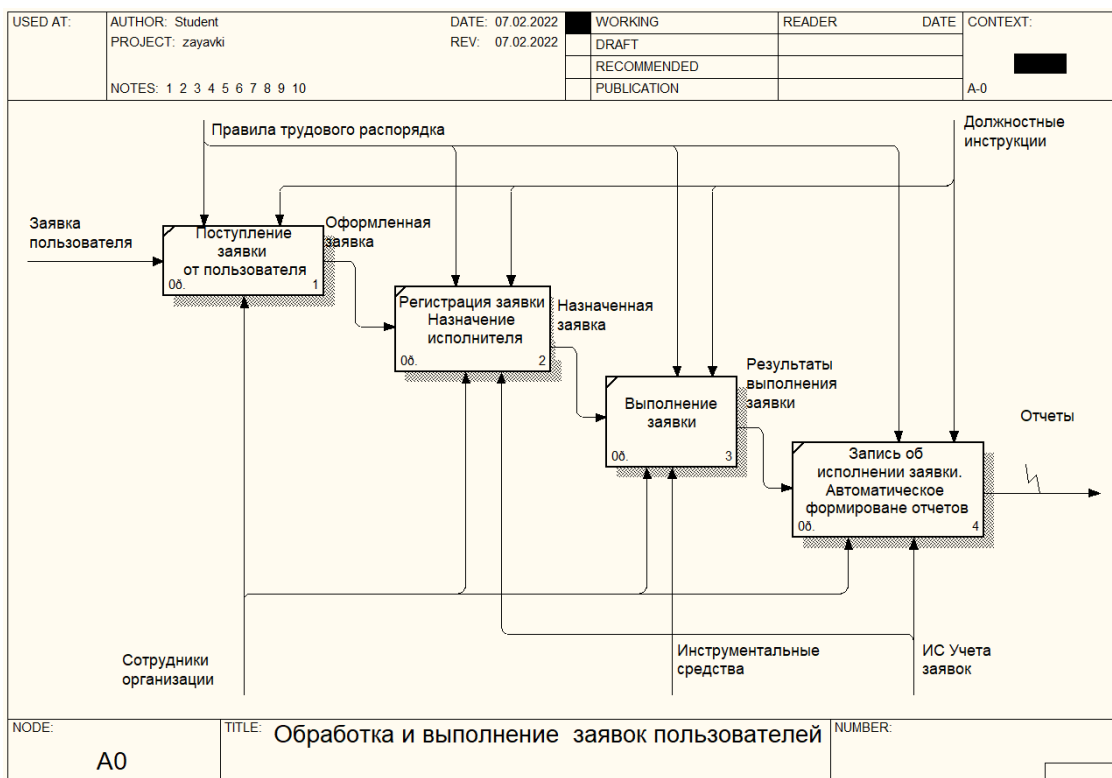 USED AT:
AUTHOR: Student
DATE: 07.02.2022
WORKING
READER
DATE
CONTEXT:
PROJECT: zayavki
REV: 07.02.2022
DRAFT
RECOMMENDED
NOTES: 1 2 3 4 5 6 7 8 9 10
PUBLICATION
A-0
Правила трудового распорядка
Должностные
инструкции
Заявка
пользователя
Поступление
заявки
от пользователя
0ð.
1
Оформленная
заявка
Регистрация заявки
Назначение
исполнителя
0ð.
2
Назначенная
заявка
Выполнение
заявки
0ð.
3
Результаты
выполнения
заявки
Запись об
исполнении заявки.
Автоматическое
формироване отчетов
0ð.
4
Отчеты
Сотрудники
организации
Инструментальные
средства
ИС Учета
заявок
NODE:
A0
TITLE:
Обработка и выполнение заявок пользователей
NUMBER: